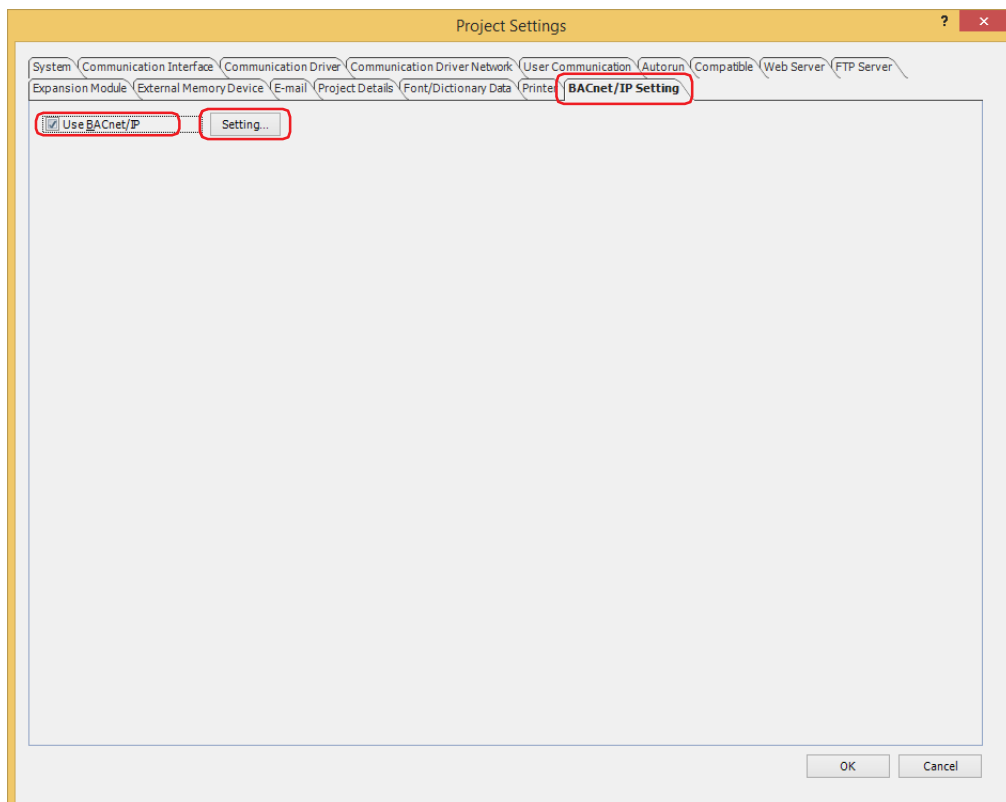 Project Settings
? ×
System Communication Interface Communication Driver Communication Driver Network User Communication Autorun Compatible Web Server FTP Server
Expansion Module External Memory Device E-mail Project Details Font/Dictionary Data Printer BACnet/IP Setting
Use BACnet/IP Setting...
OK Cancel